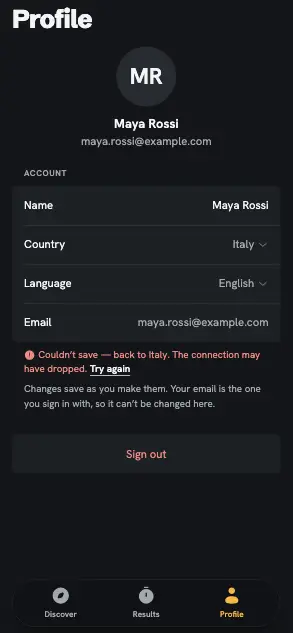 Profile
MR
Maya Rossi
maya.rossi@example.com
ACCOUNT
Name Maya Rossi
Country Italy
Language English
Email maya.rossi@example.com
Couldn’t save — back to Italy. The connection may
have dropped. Try again
Changes save as you make them. Your email is the one
you sign in with, so it can’t be changed here.
Sign out
Discover Results Profile